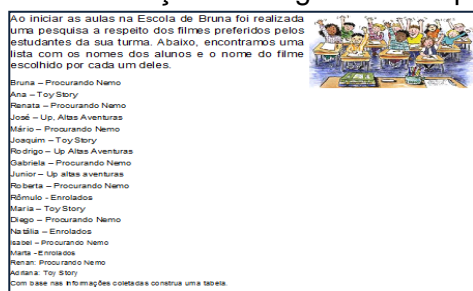 Ao iniciar as aulas na Escola de Bruna foi realizada
uma pesquisa a respeito dos filmes preferidos pelos
estudantes da sua turma. Abaixo, encontramos uma
lista com os nomes dos alunos e o nome do filme
escolhido por cada um deles.
Bruna – Procurando Nemo
Ana – Toy Story
Renata – Procurando Nemo
José – Up, Altas Aventuras
Mário – Procurando Nemo
Joaquim – Toy Story
Rodrigo – Up Altas Aventuras
Gabriela – Procurando Nemo
Junior – Up altas aventuras
Roberta – Procurando Nemo
Rômulo - Enrolados
Maria – Toy Story
Diego – Procurando Nemo
Natália – Enrolados
Isabel – Procurando Nemo
Marta –Enrolados
Renan: Procurando Nemo
Adriana: Toy Story
Com base nas informações coletadas construa uma tabela.